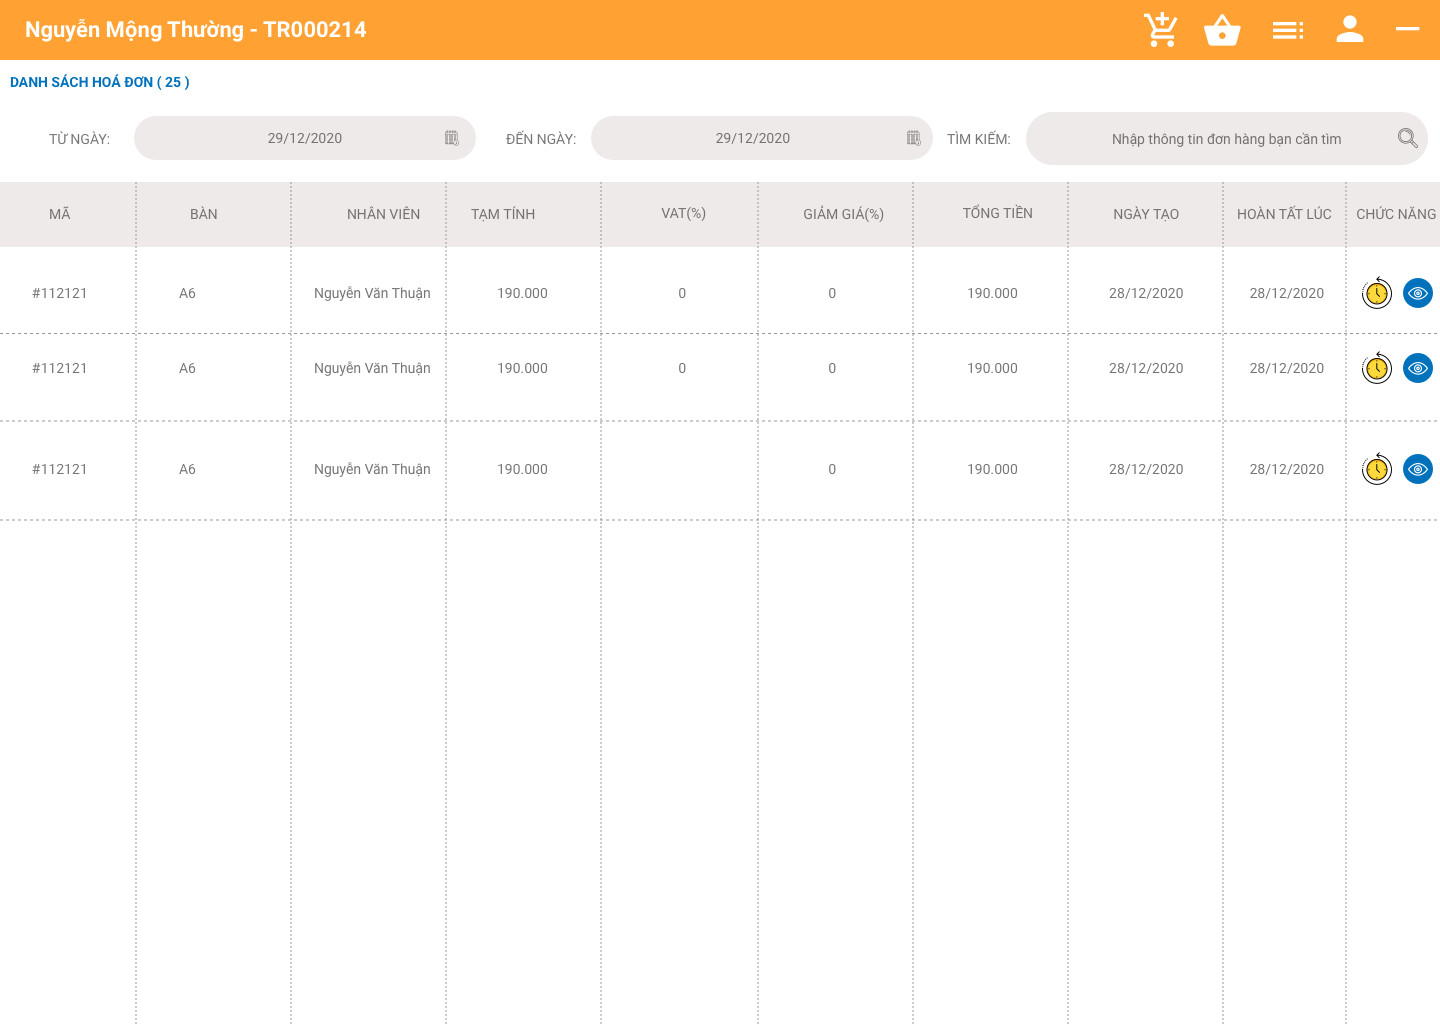 Nguyễn Mộng Thường - TR000214
DANH SÁCH HOÁ ĐƠN ( 25 )
TỪ NGÀY: 29/12/2020 ĐẾN NGÀY: 29/12/2020 TÌM KIẾM: Nhập thông tin đơn hàng bạn cần tìm
MÃ BÀN NHÂN VIÊN TẠM TÍNH VAT(%) GIẢM GIÁ(%) TỔNG TIỀN NGÀY TẠO HOÀN TẤT LÚC CHỨC NĂNG
#112121 A6 Nguyễn Văn Thuận 190.000 0 0 190.000 28/12/2020 28/12/2020
#112121 A6 Nguyễn Văn Thuận 190.000 0 0 190.000 28/12/2020 28/12/2020
#112121 A6 Nguyễn Văn Thuận 190.000 0 190.000 28/12/2020 28/12/2020